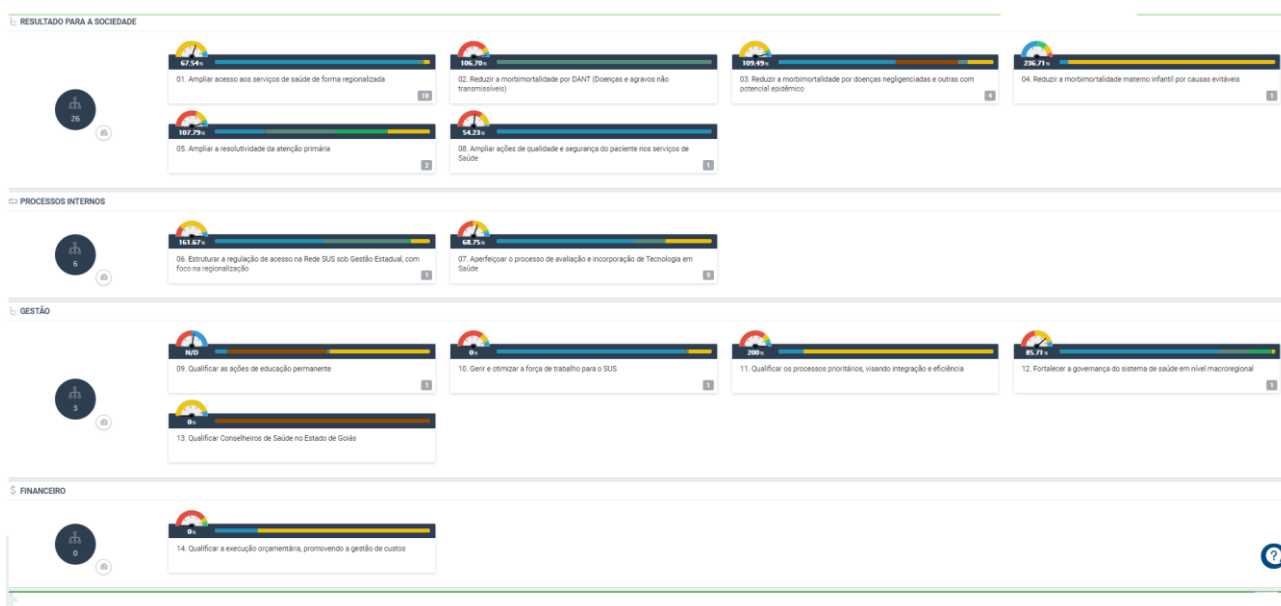 RESULTADO PARA A SOCIEDADE
67.54%
106.70%
109.49%
236.71%
01. Ampliar acesso aos serviços de saúde de forma regionalizada
02. Reduzir a morbimortalidade por DANT (Doenças e agravos não
transmissíveis)
03. Reduzir a morbimortalidade por doenças negligenciadas e outras com
potencial epidêmico
04. Reduzir a morbimortalidade materno infantil por causas evitáveis
18
4
1
26
107.79%
54.23%
05. Ampliar a resolutividade da atenção primária
08. Ampliar ações de qualidade e segurança do paciente nos serviços de
Saúde
2
1
PROCESSOS INTERNOS
161.67%
68.75%
06. Estruturar a regulação de acesso na Rede SUS sob Gestão Estadual, com
foco na regionalização
07. Aperfeiçoar o processo de avaliação e incorporação de Tecnologia em
Saúde
6
1
5
GESTÃO
N/D
0%
200%
85.71%
09. Qualificar as ações de educação permanente
10. Gerir e otimizar a força de trabalho para o SUS
11. Qualificar os processos prioritários, visando integração e eficiência
12. Fortalecer a governança do sistema de saúde em nível macroregional
1
1
1
3
0%
13. Qualificar Conselheiros de Saúde no Estado de Goiás
$ FINANCEIRO
0%
14. Qualificar a execução orçamentária, promovendo a gestão de custos
0
?